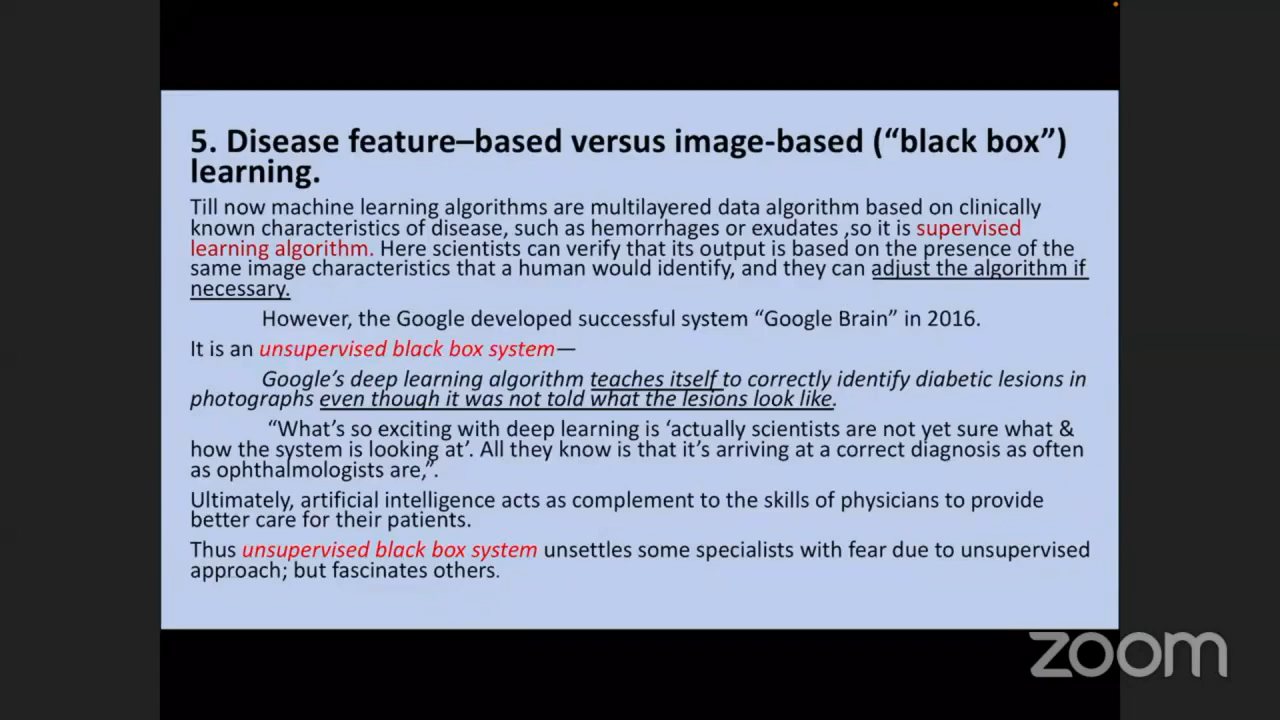 5. Disease feature–based versus image-based (“black box”)
learning.
Till now machine learning algorithms are multilayered data algorithm based on clinically
known characteristics of disease, such as hemorrhages or exudates ,so it is supervised
learning algorithm. Here scientists can verify that its output is based on the presence of the
same image characteristics that a human would identify, and they can adjust the algorithm if
necessary.
However, the Google developed successful system “Google Brain” in 2016.
It is an unsupervised black box system—
Google’s deep learning algorithm teaches itself to correctly identify diabetic lesions in
photographs even though it was not told what the lesions look like.
“What’s so exciting with deep learning is ‘actually scientists are not yet sure what &
how the system is looking at’. All they know is that it’s arriving at a correct diagnosis as often
as ophthalmologists are,”.
Ultimately, artificial intelligence acts as complement to the skills of physicians to provide
better care for their patients.
Thus unsupervised black box system unsettles some specialists with fear due to unsupervised
approach; but fascinates others.
zoom